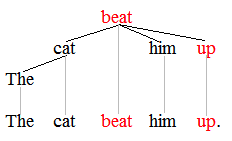 beat
cat him up
The
The cat beat him up.